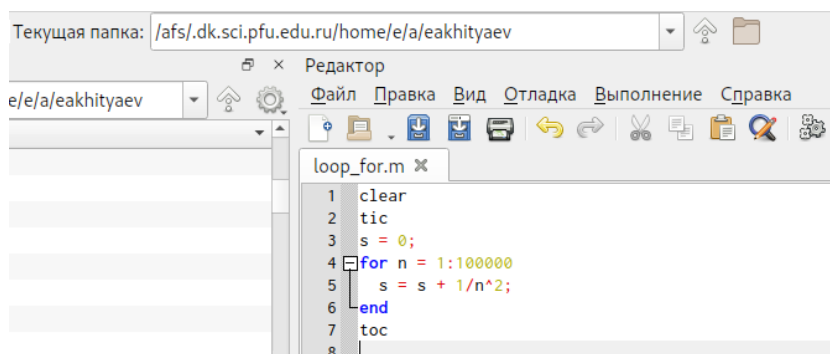 Текущая папка: /afs/.dk.sci.pfu.edu.ru/home/e/a/eakhityaev
e/e/a/eakhityaev
Редактор
Файл Правка Вид Отладка Выполнение Справка
loop_for.m
1 clear
2 tic
3 s = 0;
4 for n = 1:100000
5 s = s + 1/n^2;
6 end
7 toc
8